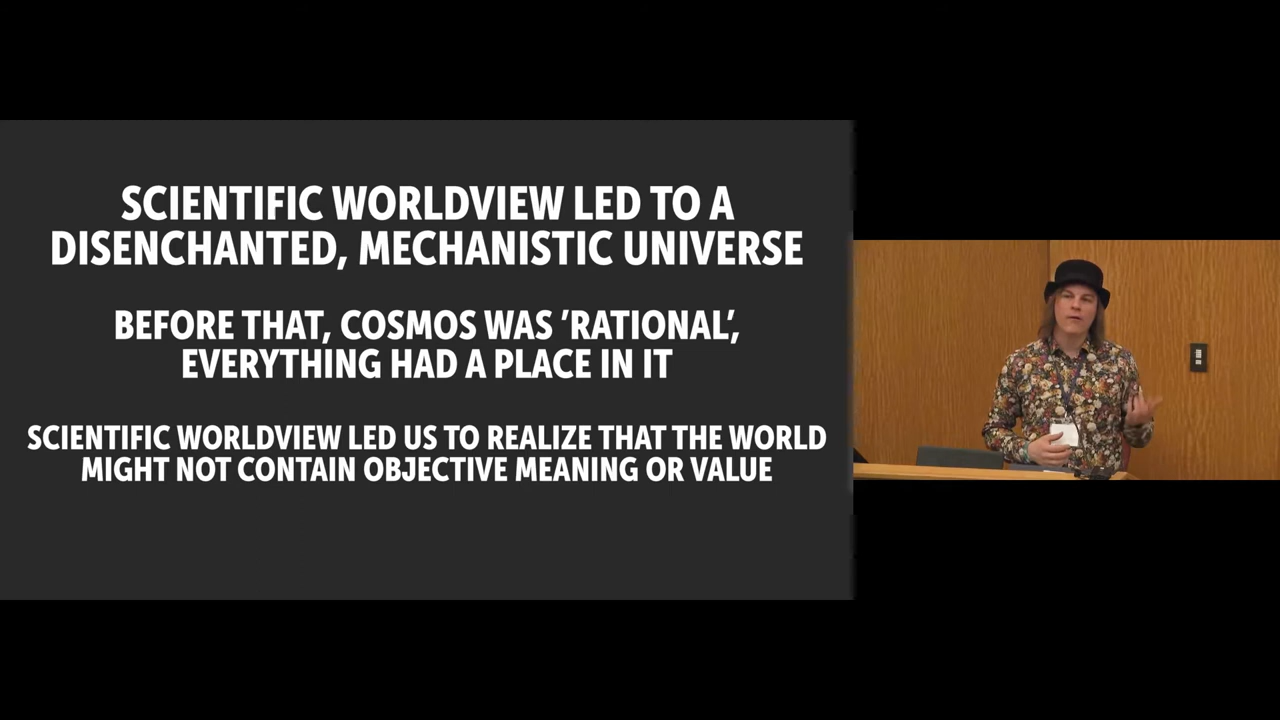 SCIENTIFIC WORLDVIEW LED TO A
DISENCHANTED, MECHANISTIC UNIVERSE
BEFORE THAT, COSMOS WAS ’RATIONAL’,
EVERYTHING HAD A PLACE IN IT
SCIENTIFIC WORLDVIEW LED US TO REALIZE THAT THE WORLD
MIGHT NOT CONTAIN OBJECTIVE MEANING OR VALUE